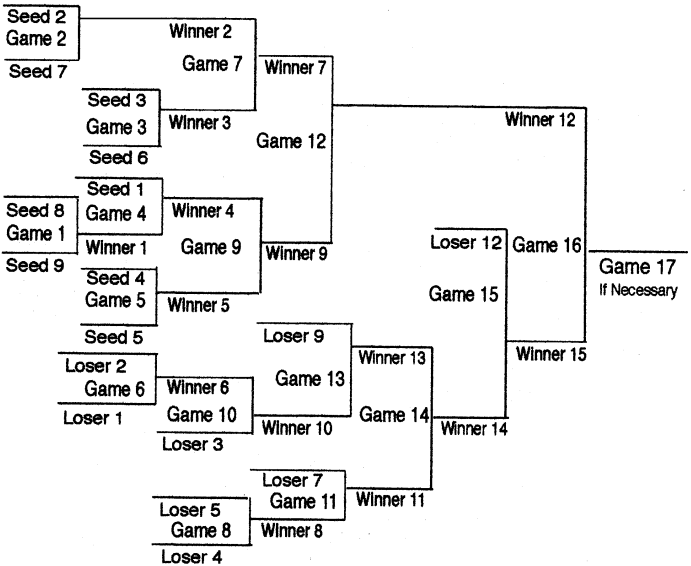 Seed 2
Game 2
Seed 7
Winner 2
Game 7
Winner 7
Seed 3
Game 3
Seed 6
Winner 3
Game 12
Winner 12
Seed 1
Game 4
Seed 8
Game 1
Seed 9
Winner 1
Winner 4
Game 9
Winner 9
Seed 4
Game 5
Seed 5
Winner 5
Loser 12
Game 16
Game 15
Game 17
If Necessary
Winner 15
Loser 2
Game 6
Loser 1
Winner 6
Game 10
Loser 3
Loser 9
Game 13
Winner 10
Winner 13
Game 14
Winner 14
Loser 7
Game 11
Winner 11
Loser 5
Game 8
Loser 4
Winner 8